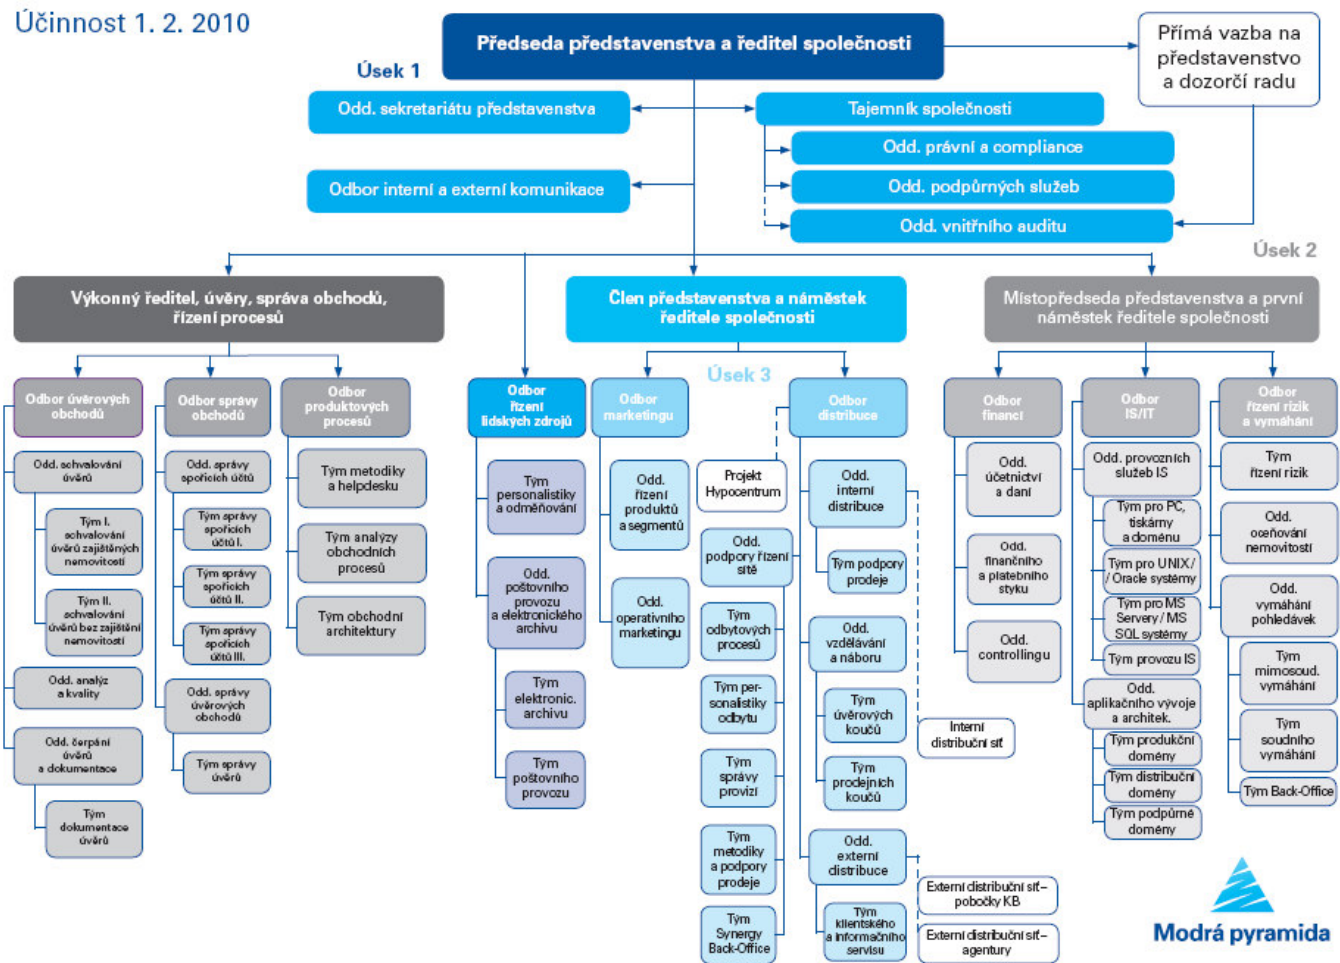 Účinnost 1. 2. 2010
Předseda představenstva a ředitel společnosti
Přímá vazba na
představenstvo
a dozorčí radu
Úsek 1
Odd. sekretariátu představenstva
Tajemník společnosti
Odd. právní a compliance
Odbor interní a externí komunikace
Odd. podpůrných služeb
Odd. vnitřního auditu
Úsek 2
Výkonný ředitel, úvěry, správa obchodů,
řízení procesů
Člen představenstva a náměstek
ředitele společnosti
Místopředseda představenstva a první
náměstek ředitele společnosti
Úsek 3
Odbor úvěrových
obchodů
Odd. schvalování
úvěrů
Tým I.
schvalování
úvěrů zajištěných
nemovitostí
Tým II.
schvalování
úvěrů bez zajištění
nemovitostí
Odd. analýz
a kvality
Odd. čerpání
úvěrů
a dokumentace
Tým
dokumentace
úvěrů
Odbor správy
obchodů
Odd. správy
spořicích účtů
Tým správy
spořicích
účtů I.
Tým správy
spořicích
účtů II.
Tým správy
spořicích
účtů III.
Odd. správy
úvěrových
obchodů
Tým správy
úvěrů
Odbor
produktových
procesů
Tým metodiky
a helpdesku
Tým analýzy
obchodních
procesů
Tým obchodní
architektury
Odbor
řízení
lidských zdrojů
Tým
personalistiky
a odměňování
Odd.
poštovního
provozu
a elektronického
archivu
Tým
elektronic.
archivu
Tým
poštovního
provozu
Odbor
marketingu
Odd.
řízení
produktů
a segmentů
Odd.
operativního
marketingu
Odbor
distribuce
Projekt
Hypocentrum
Odd.
podpory řízení
sítě
Tým
odbytových
procesů
Tým per-
sonalistiky
odbytu
Tým
správy
provizí
Tým
metodiky
a podpory
prodeje
Tým
Synergy
Back-Office
Odd.
interní
distribuce
Tým podpory
prodeje
Odd.
vzdělávání
a náboru
Tým
úvěrových
koučů
Tým
prodejních
koučů
Odd.
externí
distribuce
Tým
klientského
a informačního
servisu
Interní
distribuční síť
Externí distribuční síť–
pobočky KB
Externí distribuční síť–
agentury
Odbor
financí
Odd.
účetnictví
a daní
Odd.
finančního
a platebního
styku
Odd.
controllingu
Odbor
IS/IT
Odd. provozních
služeb IS
Tým pro PC,
tiskárny
a doménu
Tým pro UNIX/
/ Oracle systémy
Tým pro MS
Servery/ MS
SQL systémy
Tým provozu IS
Odd.
aplikačního vývoje
a architek.
Tým produkční
domény
Tým distribuční
domény
Tým podpůrné
domény
Odbor
řízení rizik
a vymáhání
Tým
řízení rizik
Odd.
oceňování
nemovitostí
Odd.
vymáhání
pohledávek
Tým
mimosoud.
vymáhání
Tým
soudního
vymáhání
Tým Back-Office
Modrá pyramida